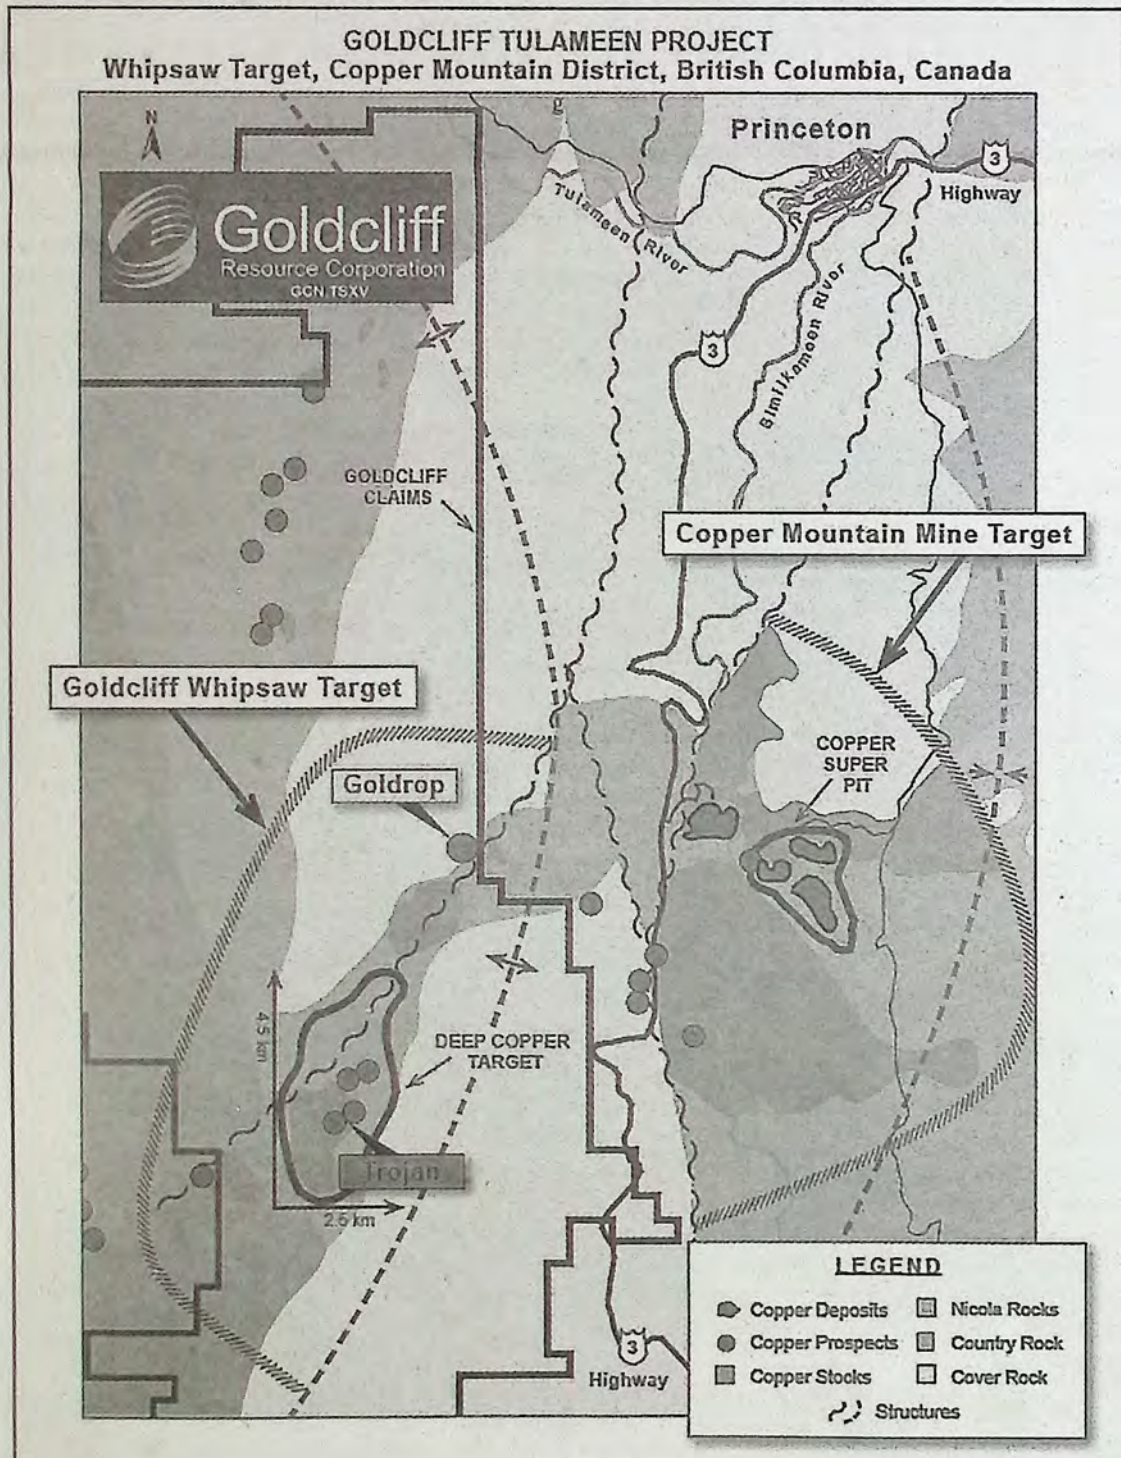 GOLDCLIFF TULAMEEN PROJECT
Whipsaw Target, Copper Mountain District, British Columbia, Canada
N
g
Princeton
3
Highway
Goldcliff
Resource Corporation
GCN.TSXV
Tulameen River
Similkameen River
3
GOLDCLIFF
CLAIMS
Copper Mountain Mine Target
Goldcliff Whipsaw Target
COPPER
SUPER
PIT
Goldrop
4.5 km
DEEP COPPER
TARGET
Trojan
2.5 km
3
Highway
LEGEND
Copper Deposits
Nicola Rocks
Copper Prospects
Country Rock
Copper Stocks
Cover Rock
Structures